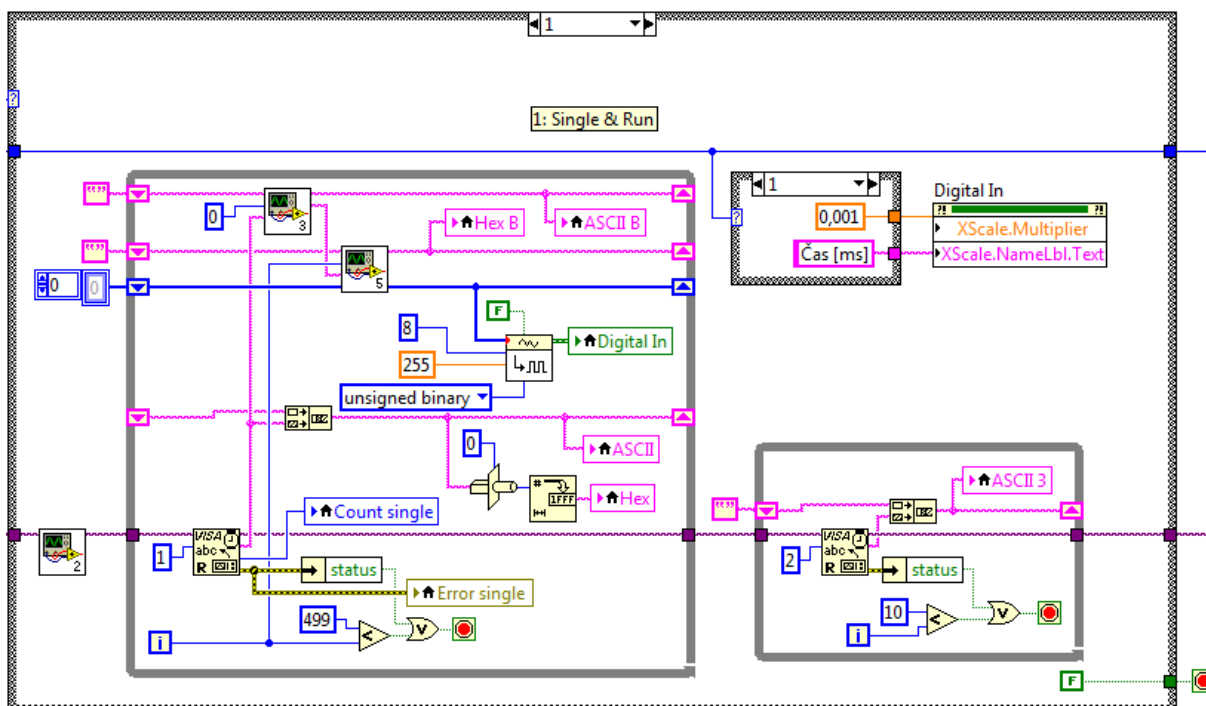 1
?
1: Single & Run
1
Digital In
""
0
3
Hex B
ASCII B
?
0,001
XScale.Multiplier
""
Čas [ms]
XScale.NameLbl.Text
0
0
5
F
8
Digital In
255
unsigned binary
0
ASCII
#
1FFF
Hex
ASCII 3
""
Count single
2
1
VISA
abc
R
status
Error single
2
VISA
abc
R
status
499
<
V
10
<
V
i
i
F